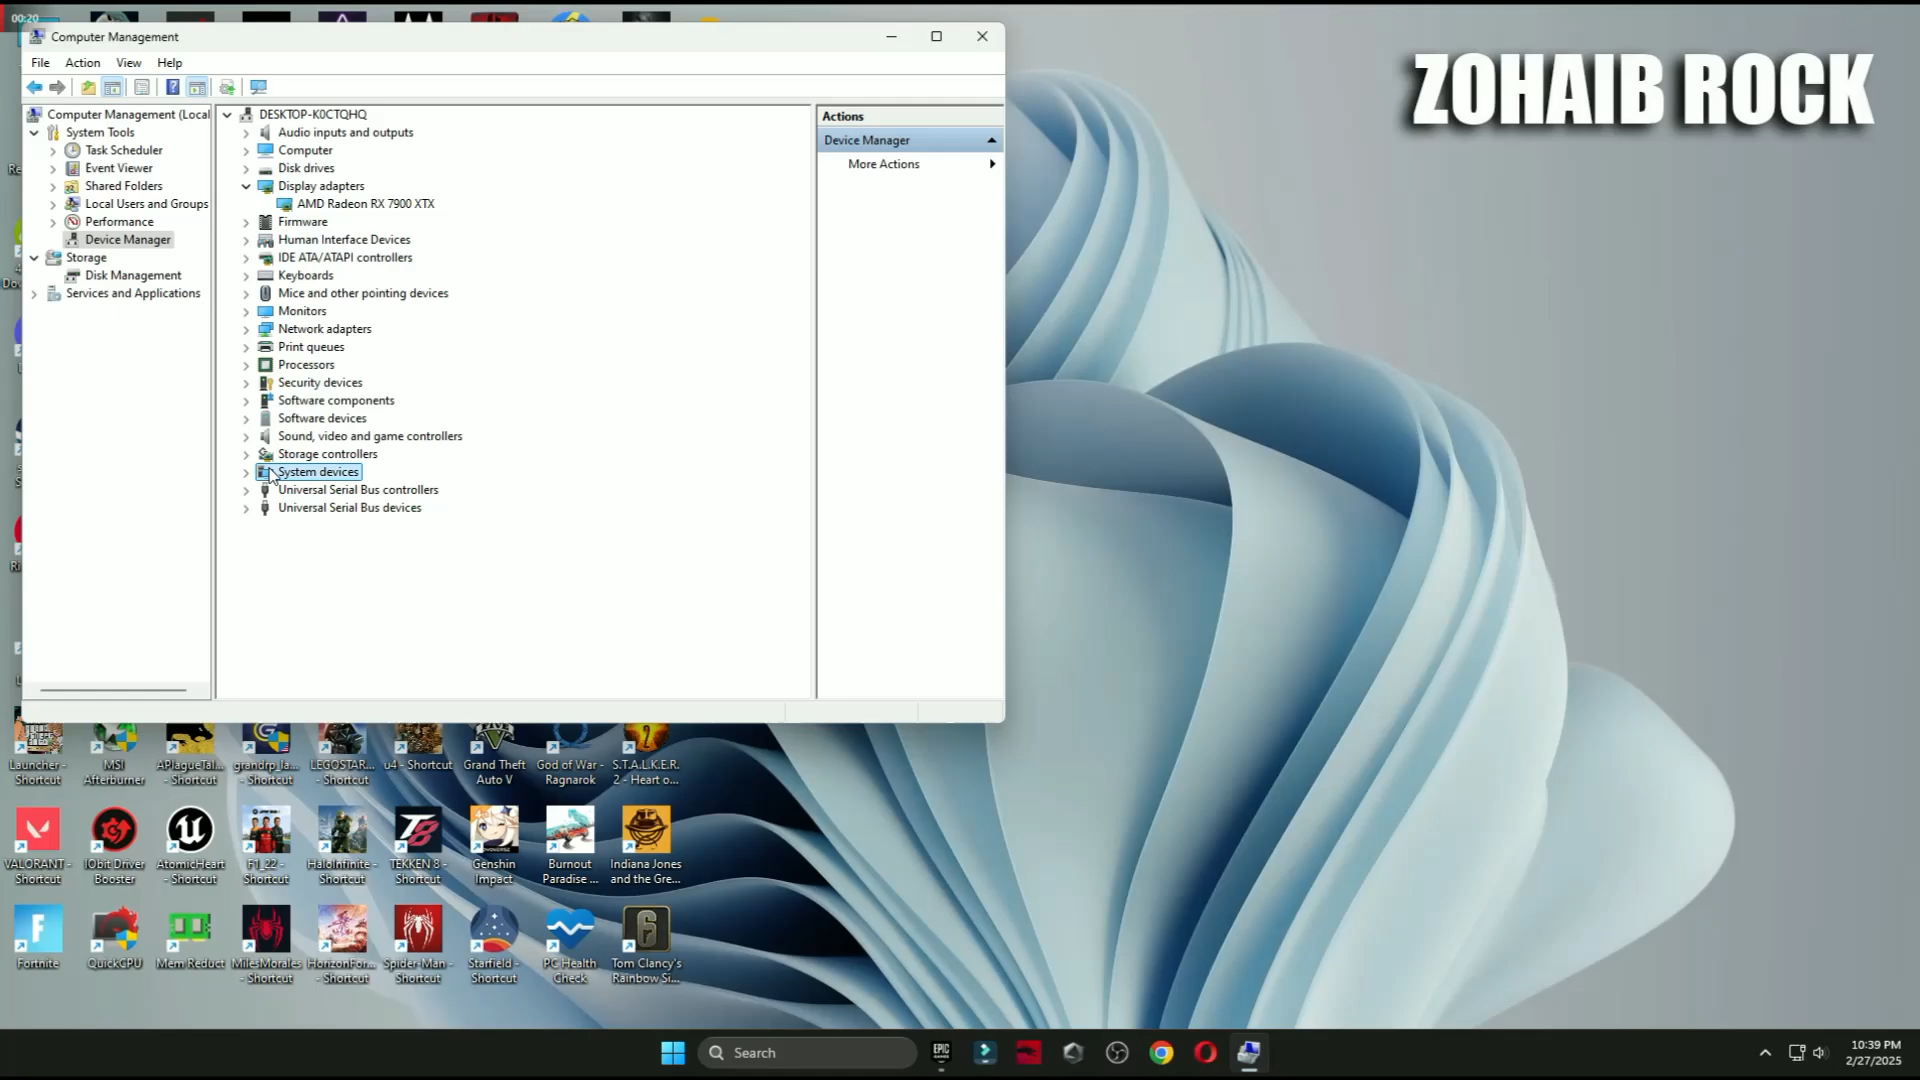 00:20
Computer Management
File Action View Help
Computer Management (Local
System Tools
Task Scheduler
Event Viewer
Shared Folders
Local Users and Groups
Performance
Device Manager
Storage
Disk Management
Services and Applications
DESKTOP-K0CTQHQ
Audio inputs and outputs
Computer
Disk drives
Display adapters
AMD Radeon RX 7900 XTX
Firmware
Human Interface Devices
IDE ATA/ATAPI controllers
Keyboards
Mice and other pointing devices
Monitors
Network adapters
Print queues
Processors
Security devices
Software components
Software devices
Sound, video and game controllers
Storage controllers
System devices
Universal Serial Bus controllers
Universal Serial Bus devices
Actions
Device Manager
More Actions
ZOHAIB ROCK
Launcher -
Shortcut
MSI
Afterburner
APlagueTal...
- Shortcut
grandrp_la...
- Shortcut
LEGOSTAR...
- Shortcut
u4 - Shortcut
Grand Theft
Auto V
God of War -
Ragnarok
S.T.A.L.K.E.R.
2 - Heart o...
VALORANT -
Shortcut
IObit Driver
Booster
AtomicHeart
- Shortcut
F1_22 -
Shortcut
HaloInfinite -
Shortcut
TEKKEN 8 -
Shortcut
Genshin
Impact
Burnout
Paradise ...
Indiana Jones
and the Gre...
Fortnite
QuickCPU
Mem Reduct
MilesMorales
- Shortcut
HorizonFor...
- Shortcut
Spider-Man -
Shortcut
Starfield -
Shortcut
PC Health
Check
Tom Clancy's
Rainbow Si...
Search
EPIC
GAMES
10:39 PM
2/27/2025